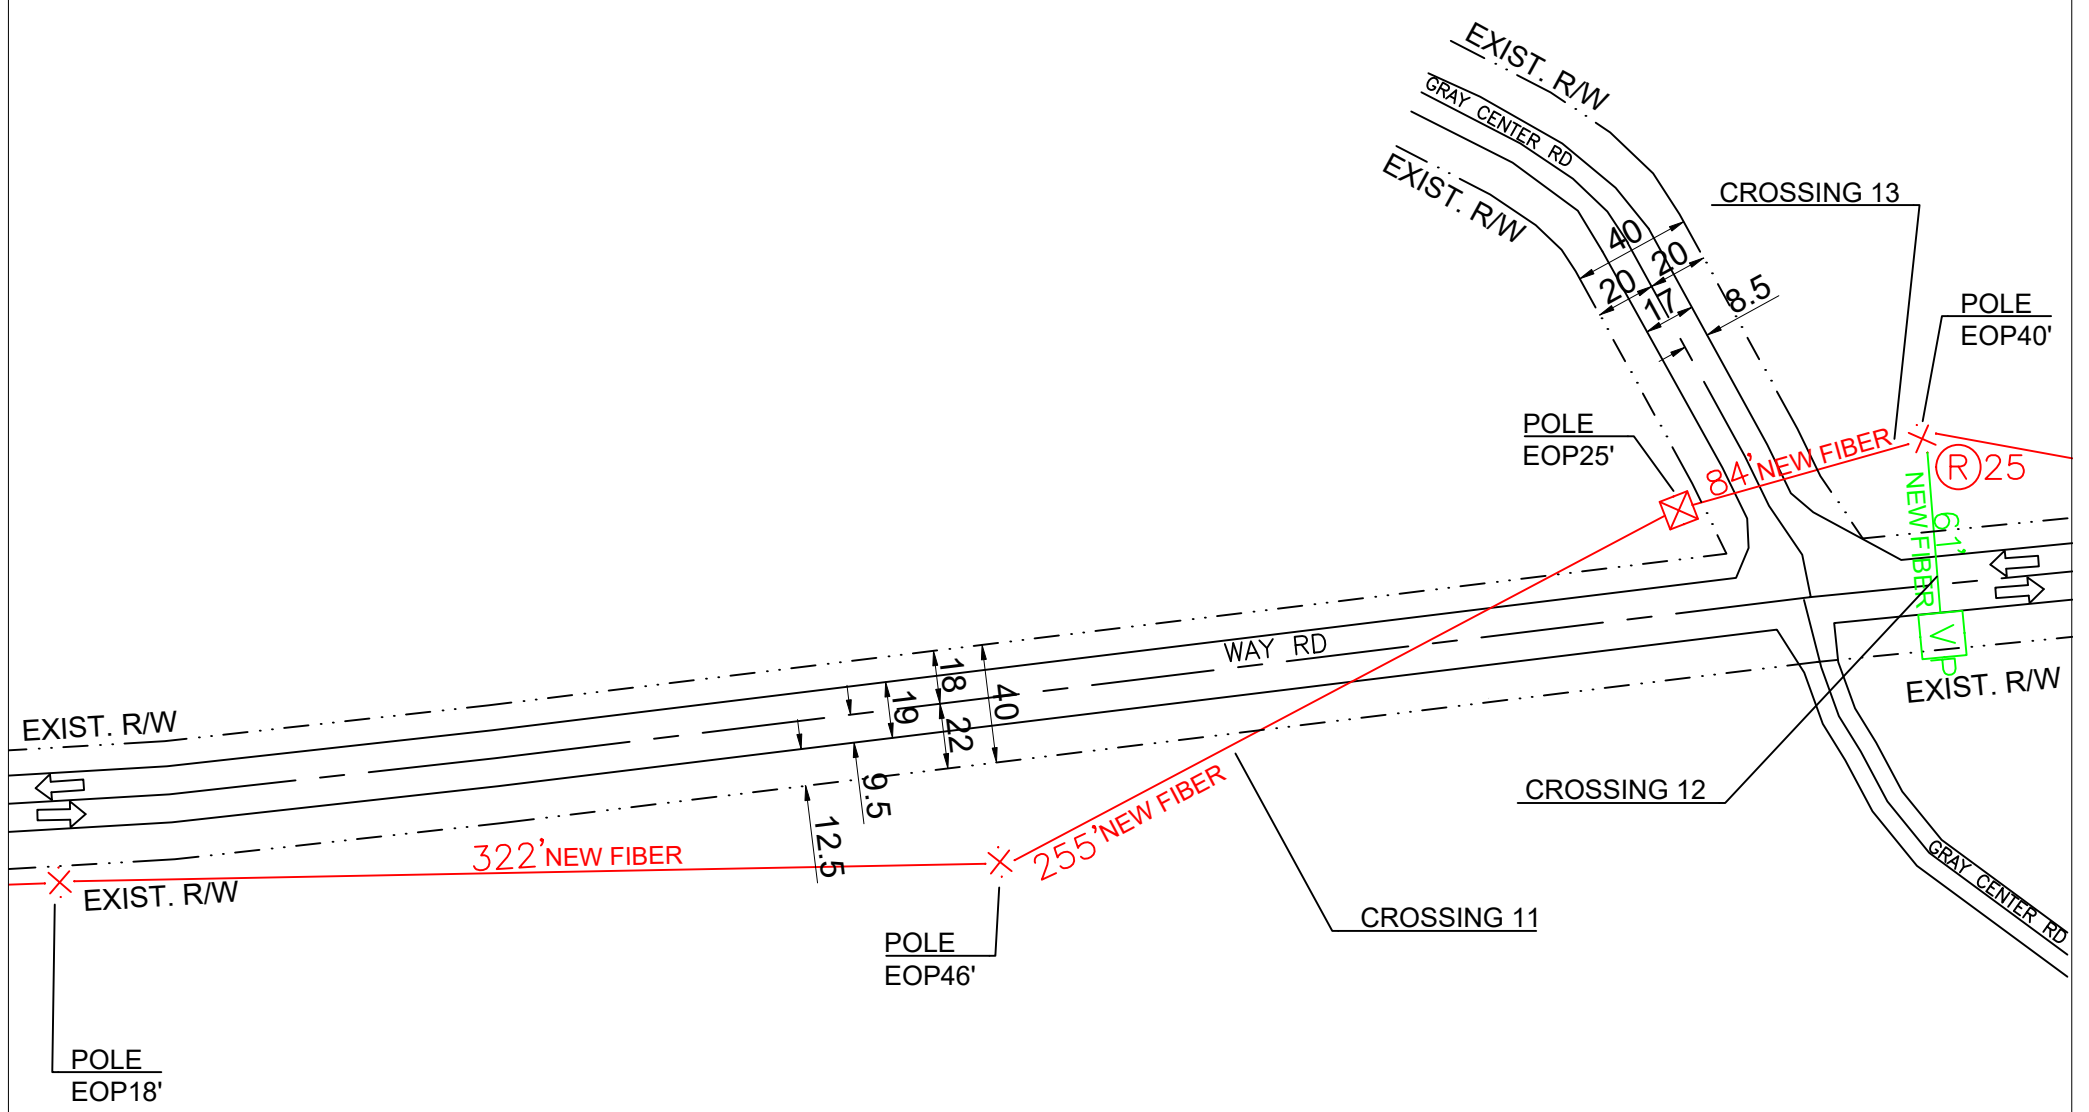 EXIST. R/W
GRAY CENTER RD
EXIST. R/W
CROSSING 13
40
20
20
17
8.5
POLE
EOP40'
POLE
EOP25'
84' NEW FIBER
R 25
61'
NEW FIBER
VP
EXIST. R/W
WAY RD
18
40
19
22
EXIST. R/W
9.5
12.5
CROSSING 12
322' NEW FIBER
255' NEW FIBER
EXIST. R/W
CROSSING 11
GRAY CENTER RD
POLE
EOP46'
POLE
EOP18'